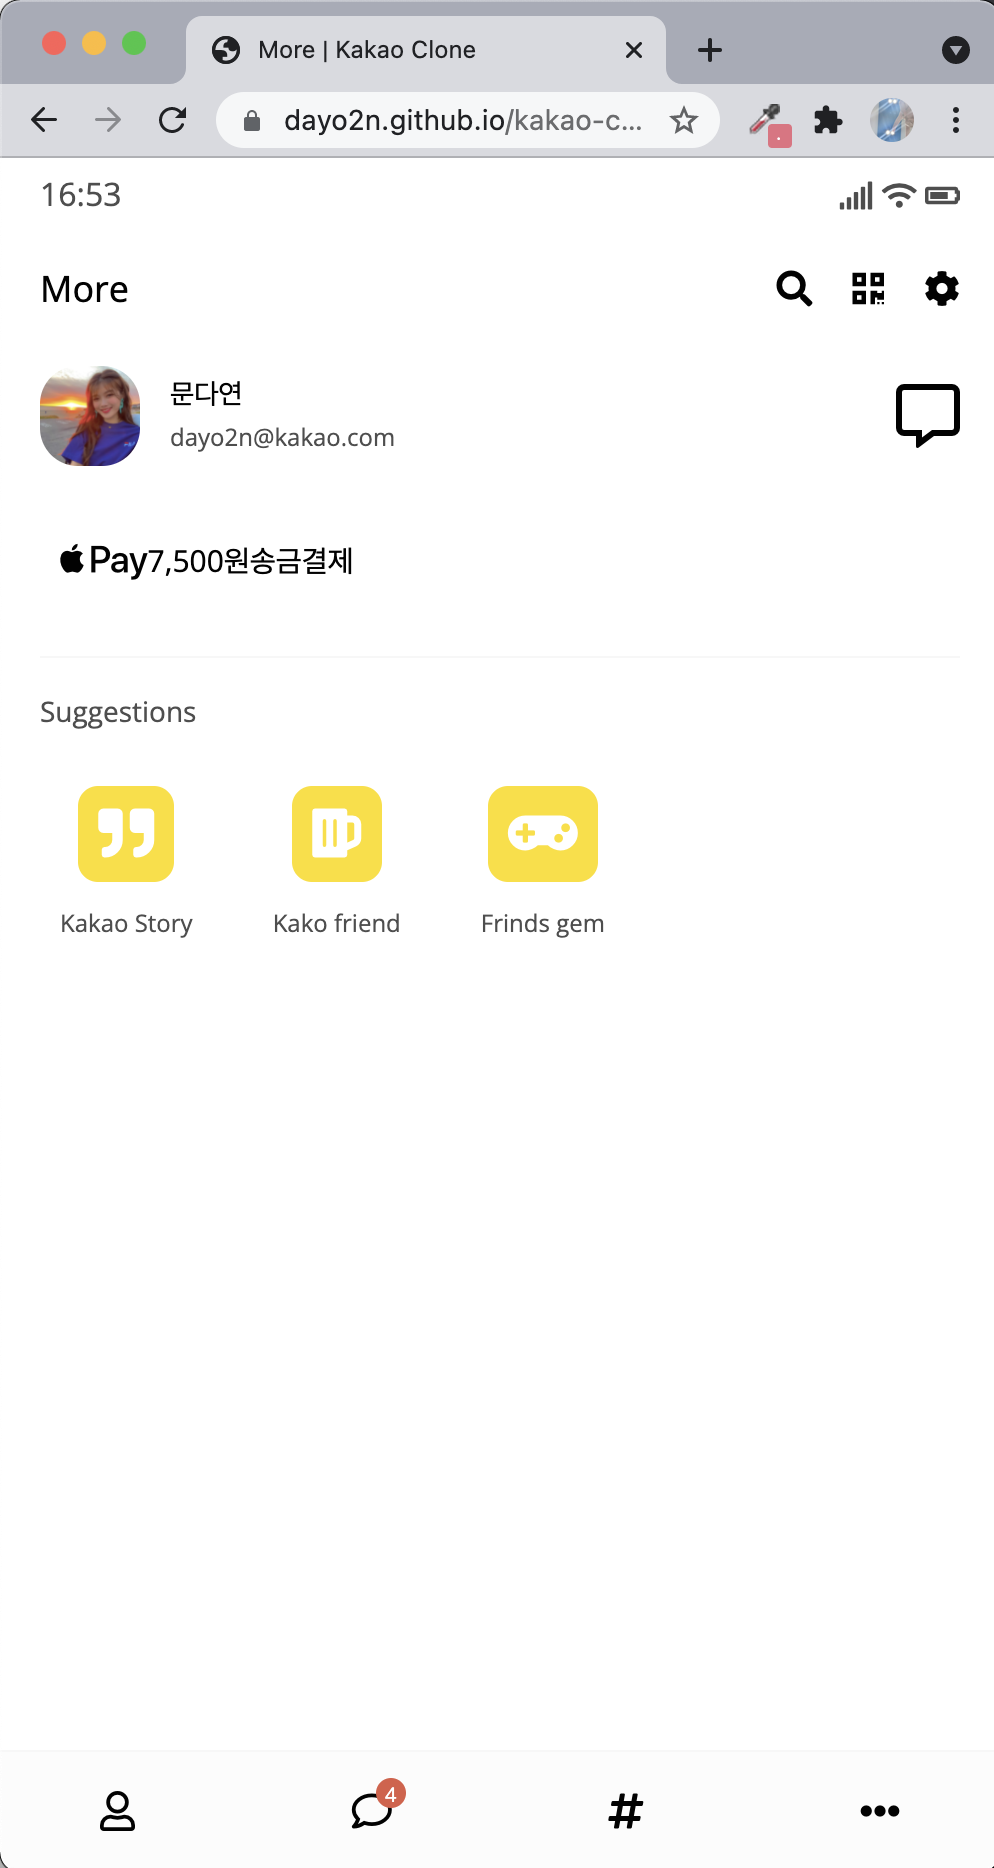 More | Kakao Clone
dayo2n.github.io/kakao-c...
16:53
More
문다연
dayo2n@kakao.com
Pay7,500원송금결제
Suggestions
Kakao Story
Kako friend
Frinds gem
4